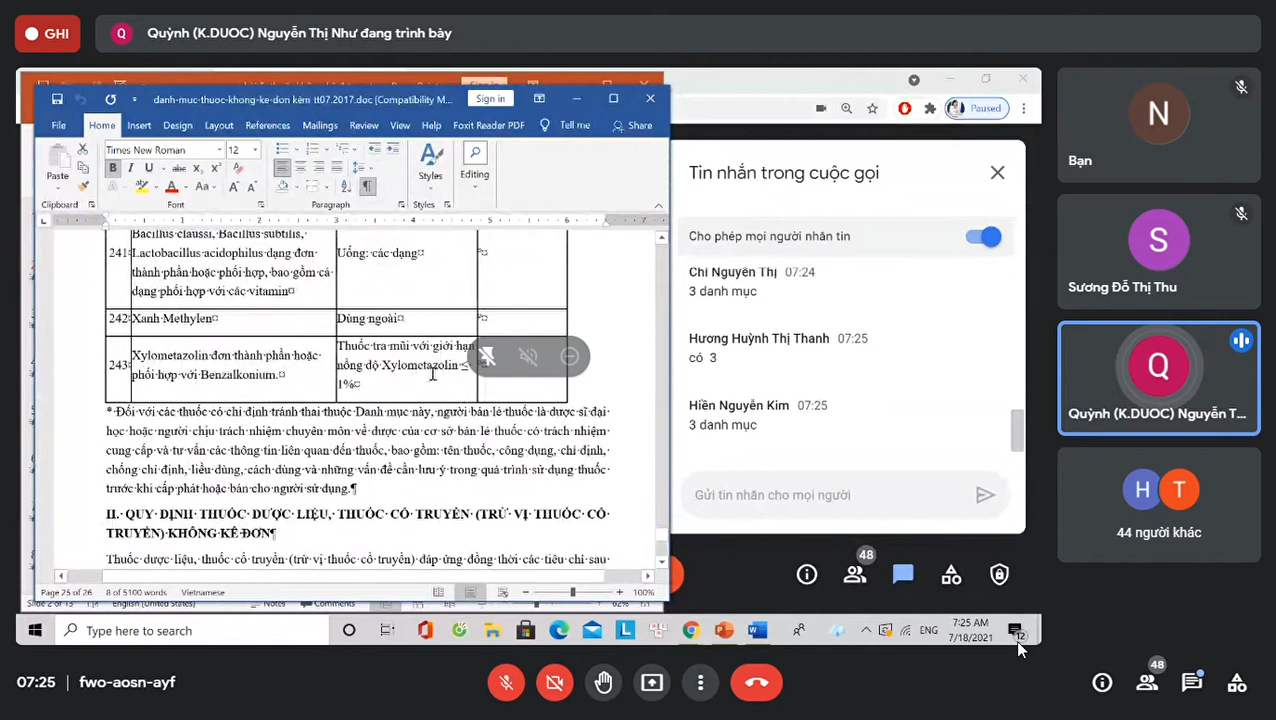 GHI
Q
Quỳnh (K.DUOC) Nguyễn Thị Như đang trình bày
danh-muc-thuoc-khong-ke-don kèm tt07.2017.doc [Compatibility M...
Sign in
File Home Insert Design Layout References Mailings Review View Help Foxit Reader PDF Tell me Share
Paste
Times New Roman 12
Styles
Editing
Clipboard Font Paragraph Styles
241 Bacillus claussi, Bacillus subtilis,
Lactobacillus acidophilus dạng đơn
thành phần hoặc phối hợp, bao gồm cả
dạng phối hợp với các vitamin
Uống: các dạng
242 Xanh Methylen Dùng ngoài
243 Xylometazolin đơn thành phần hoặc
phối hợp với Benzalkonium.
Thuốc tra mũi với giới hạn
nồng độ Xylometazolin ≤
1%
* Đối với các thuốc có chỉ định tránh thai thuộc Danh mục này, người bán lẻ thuốc là dược sĩ đại
học hoặc người chịu trách nhiệm chuyên môn về dược của cơ sở bán lẻ thuốc có trách nhiệm
cung cấp và tư vấn các thông tin liên quan đến thuốc, bao gồm: tên thuốc, công dụng, chỉ định,
chống chỉ định, liều dùng, cách dùng và những vấn đề cần lưu ý trong quá trình sử dụng thuốc
trước khi cấp phát hoặc bán cho người sử dụng.
II. QUY ĐỊNH THUỐC DƯỢC LIỆU, THUỐC CỔ TRUYỀN (TRỪ VỊ THUỐC CỔ
TRUYỀN) KHÔNG KÊ ĐƠN
Thuốc dược liệu, thuốc cổ truyền (trừ vị thuốc cổ truyền) đáp ứng đồng thời các tiêu chí sau
Page 25 of 26 8 of 5100 words Vietnamese 100%
Slide 2 of 13 English (United States) Notes Comments 62%
Paused
Tin nhắn trong cuộc gọi
Cho phép mọi người nhắn tin
Chi Nguyễn Thị 07:24
3 danh mục
Hương Huỳnh Thị Thanh 07:25
có 3
Hiền Nguyễn Kim 07:25
3 danh mục
Gửi tin nhắn cho mọi người
48
Type here to search
ENG
7:25 AM
7/18/2021
12
N
Bạn
S
Sương Đỗ Thị Thu
Q
Quỳnh (K.DUOC) Nguyễn T...
H T
44 người khác
07:25 fwo-aosn-ayf
48